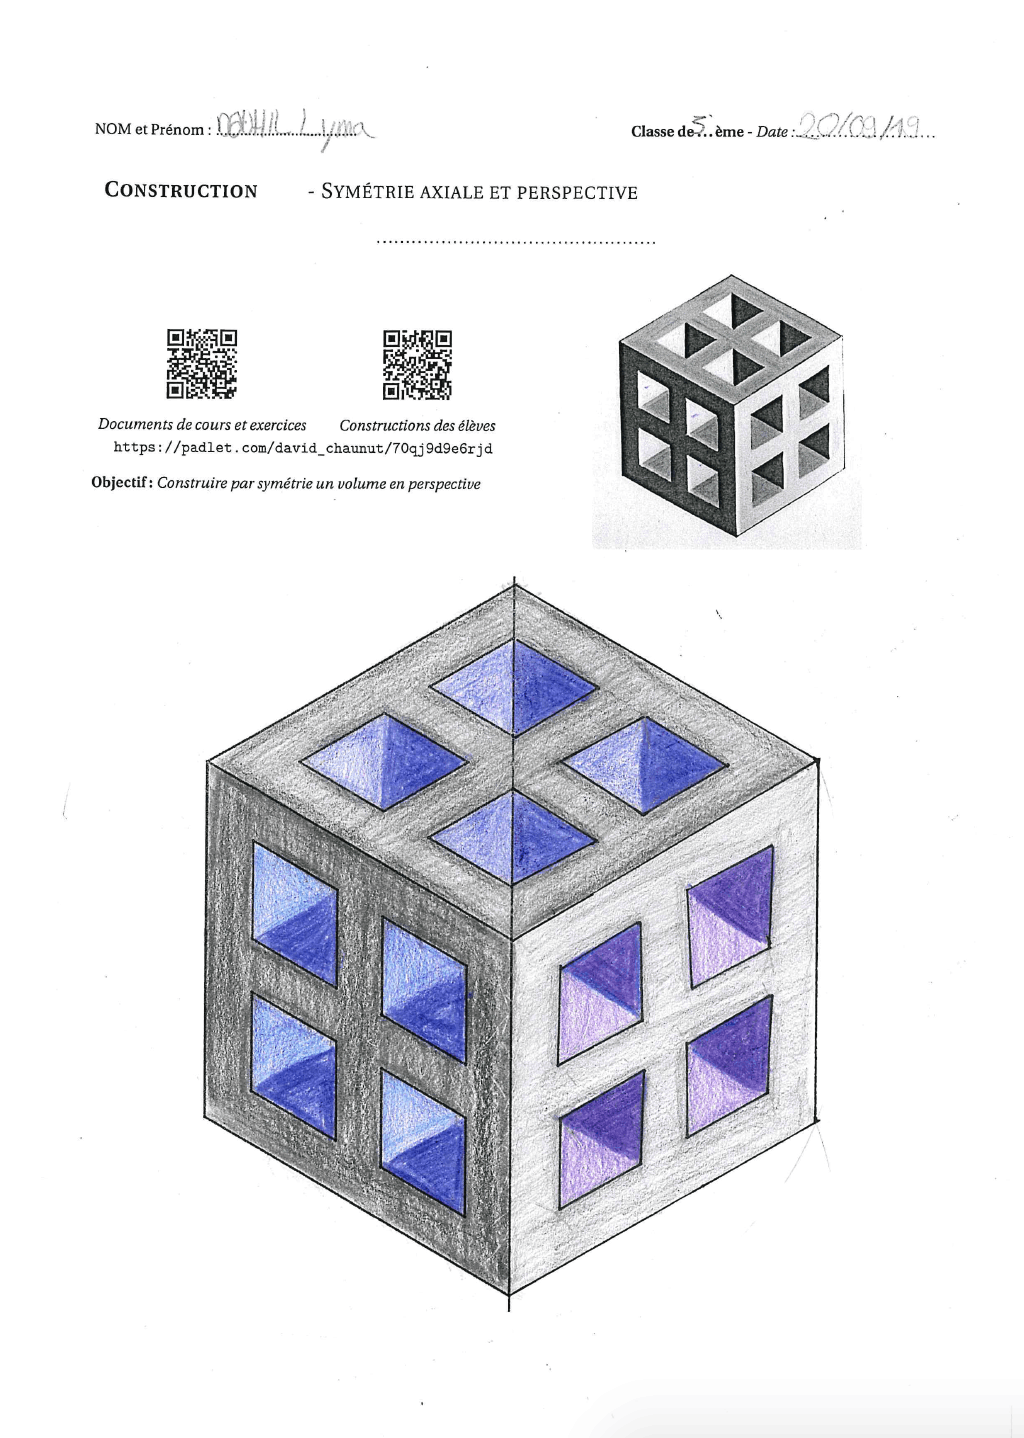 NOM et Prénom : Lyma
Classe de 5 ème - Date : 20/09/19
CONSTRUCTION - SYMÉTRIE AXIALE ET PERSPECTIVE
Documents de cours et exercices
Constructions des élèves
https://padlet.com/david_chaunut/70qj9d9e6rjd
Objectif : Construire par symétrie un volume en perspective